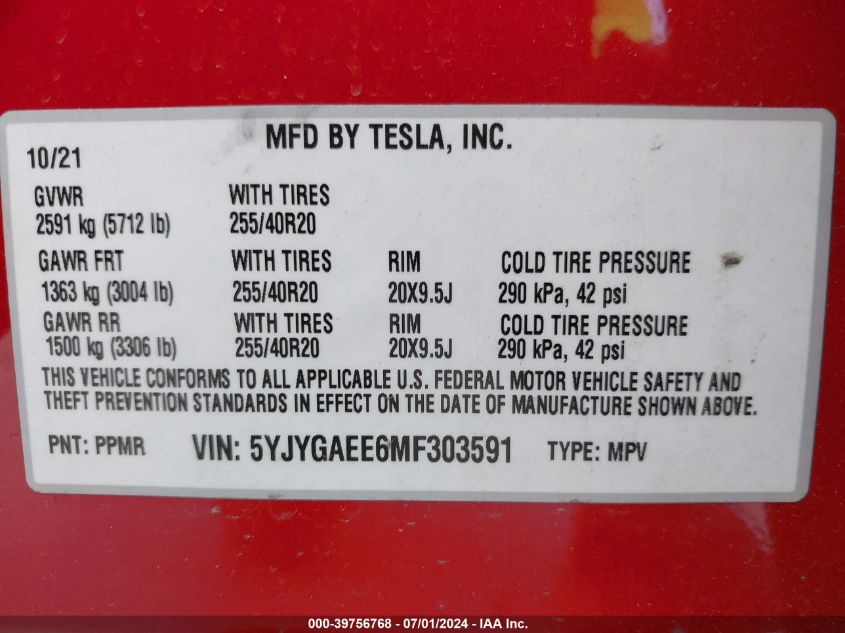 MFD BY TESLA, INC.
10/21
GVWR WITH TIRES
2591 kg (5712 lb) 255/40R20
GAWR FRT WITH TIRES RIM COLD TIRE PRESSURE
1363 kg (3004 lb) 255/40R20 20X9.5J 290 kPa, 42 psi
GAWR RR WITH TIRES RIM COLD TIRE PRESSURE
1500 kg (3306 lb) 255/40R20 20X9.5J 290 kPa, 42 psi
THIS VEHICLE CONFORMS TO ALL APPLICABLE U.S. FEDERAL MOTOR VEHICLE SAFETY AND
THEFT PREVENTION STANDARDS IN EFFECT ON THE DATE OF MANUFACTURE SHOWN ABOVE.
PNT: PPMR VIN: 5YJYGAEE6MF303591 TYPE: MPV
000-39756768 - 07/01/2024 - IAA Inc.